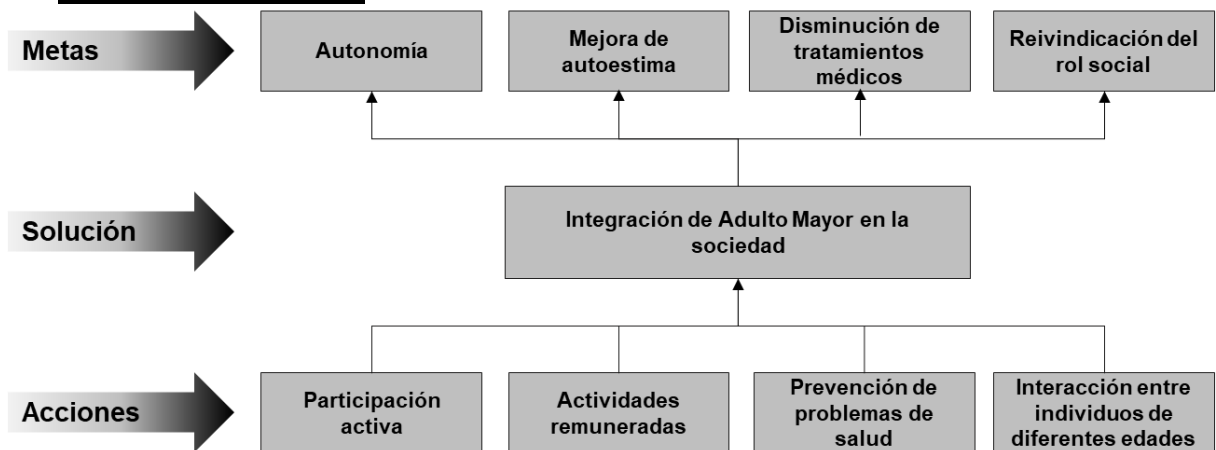 Metas
Autonomía
Mejora de
autoestima
Disminución de
tratamientos
médicos
Reivindicación del
rol social
Solución
Integración de Adulto Mayor en la
sociedad
Acciones
Participación
activa
Actividades
remuneradas
Prevención de
problemas de
salud
Interacción entre
individuos de
diferentes edades